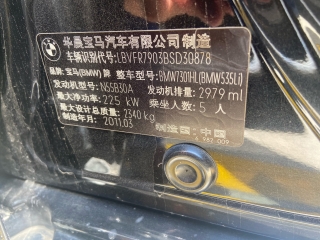 华晨宝马汽车有限公司制造
车辆识别代号: LBVFR7903BSD30878
品牌: 宝马(BMW)牌 整车型号: BMW7301HL(BMW535Li)
发动机型号: N55B30A 发动机排量: 2979 ml
最大净功率: 225 kW 乘坐人数: 5 人
最大设计总质量: 2340 kg
制造年月: 2011.03 制造国: 中国